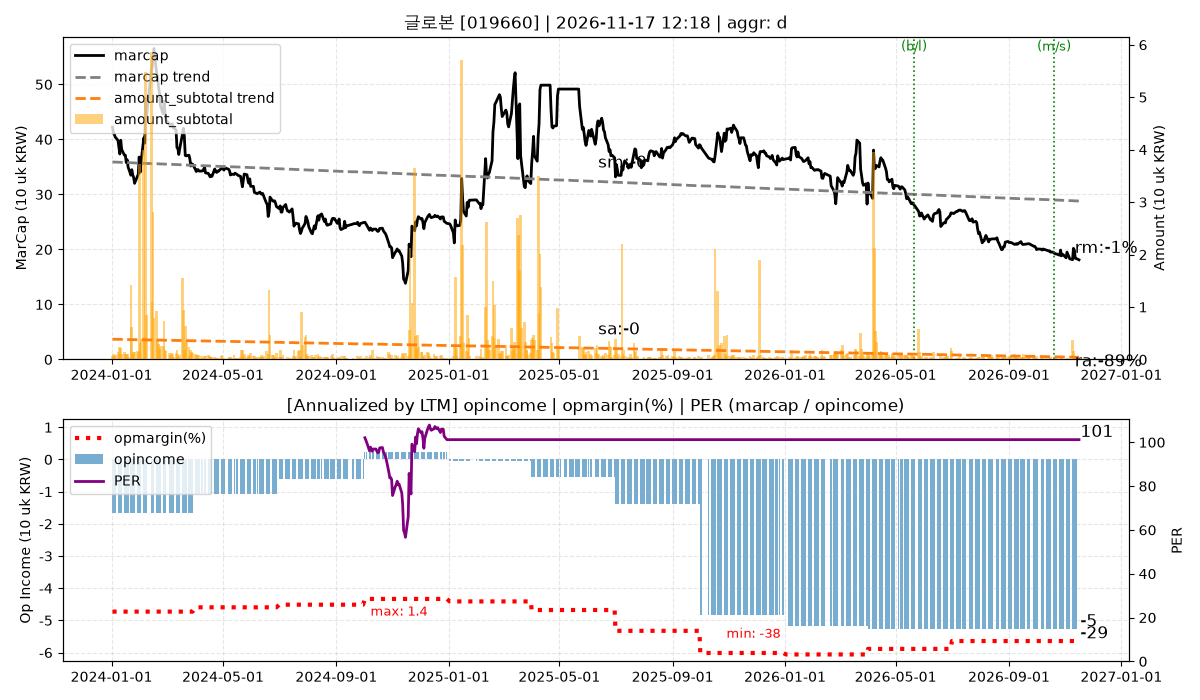 글로본 [019660] | 2026-11-17 12:18 | aggr: d
marcap
marcap trend
amount_subtotal trend
amount_subtotal
(b/l)
(m/s)
MarCap (10 uk KRW)
Amount (10 uk KRW)
50
40
30
20
10
0
6
5
4
3
2
1
0
sm:-0
rm:-1%
sa:-0
ra:-89%
2024-01-01
2024-05-01
2024-09-01
2025-01-01
2025-05-01
2025-09-01
2026-01-01
2026-05-01
2026-09-01
2027-01-01
[Annualized by LTM] opincome | opmargin(%) | PER (marcap / opincome)
opmargin(%)
opincome
PER
Op Income (10 uk KRW)
PER
1
0
-1
-2
-3
-4
-5
-6
100
80
60
40
20
0
101
max: 1.4
min: -38
-5
-29
2024-01-01
2024-05-01
2024-09-01
2025-01-01
2025-05-01
2025-09-01
2026-01-01
2026-05-01
2026-09-01
2027-01-01